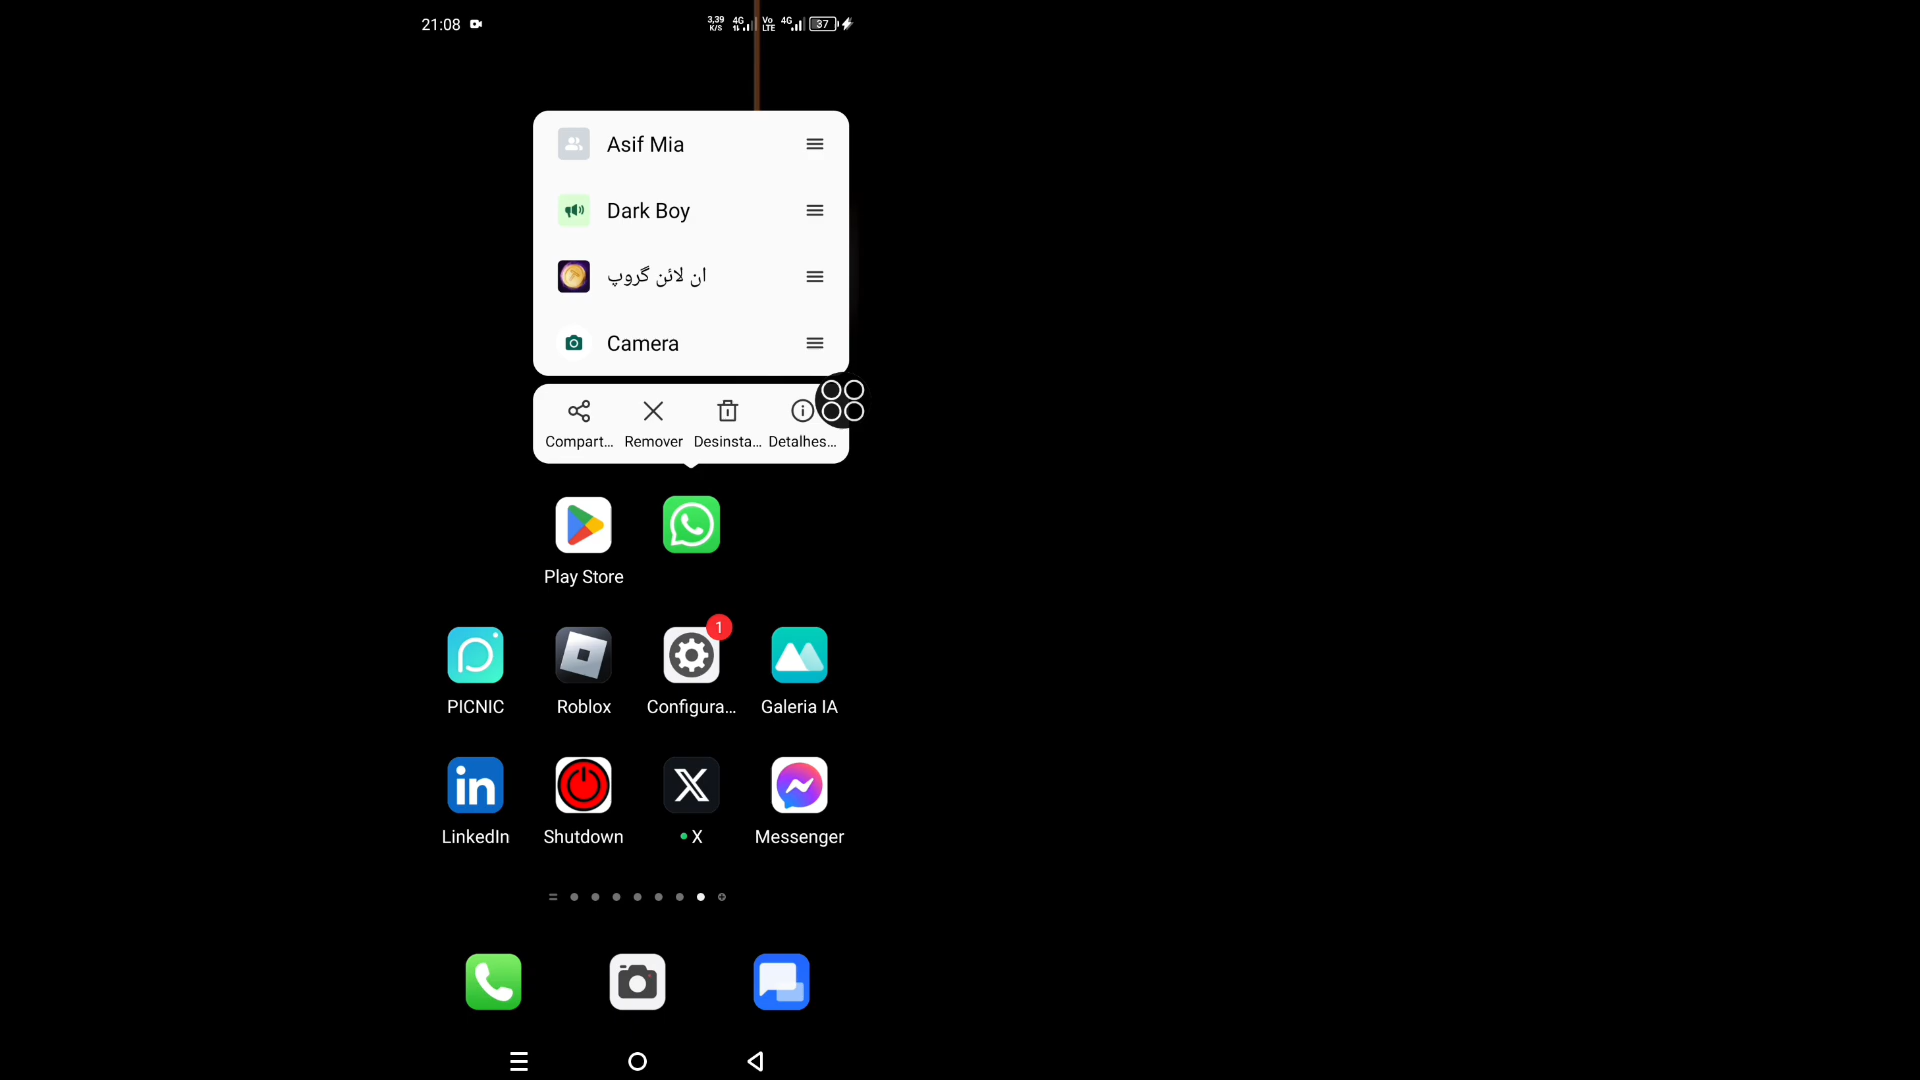 21:08
3,39 K/S 4G Vo LTE 4G 37
Asif Mia
Dark Boy
ان لائن گروپ
Camera
Compart... Remover Desinsta... Detalhes...
Play Store
1
PICNIC Roblox Configura... Galeria IA
LinkedIn Shutdown X Messenger